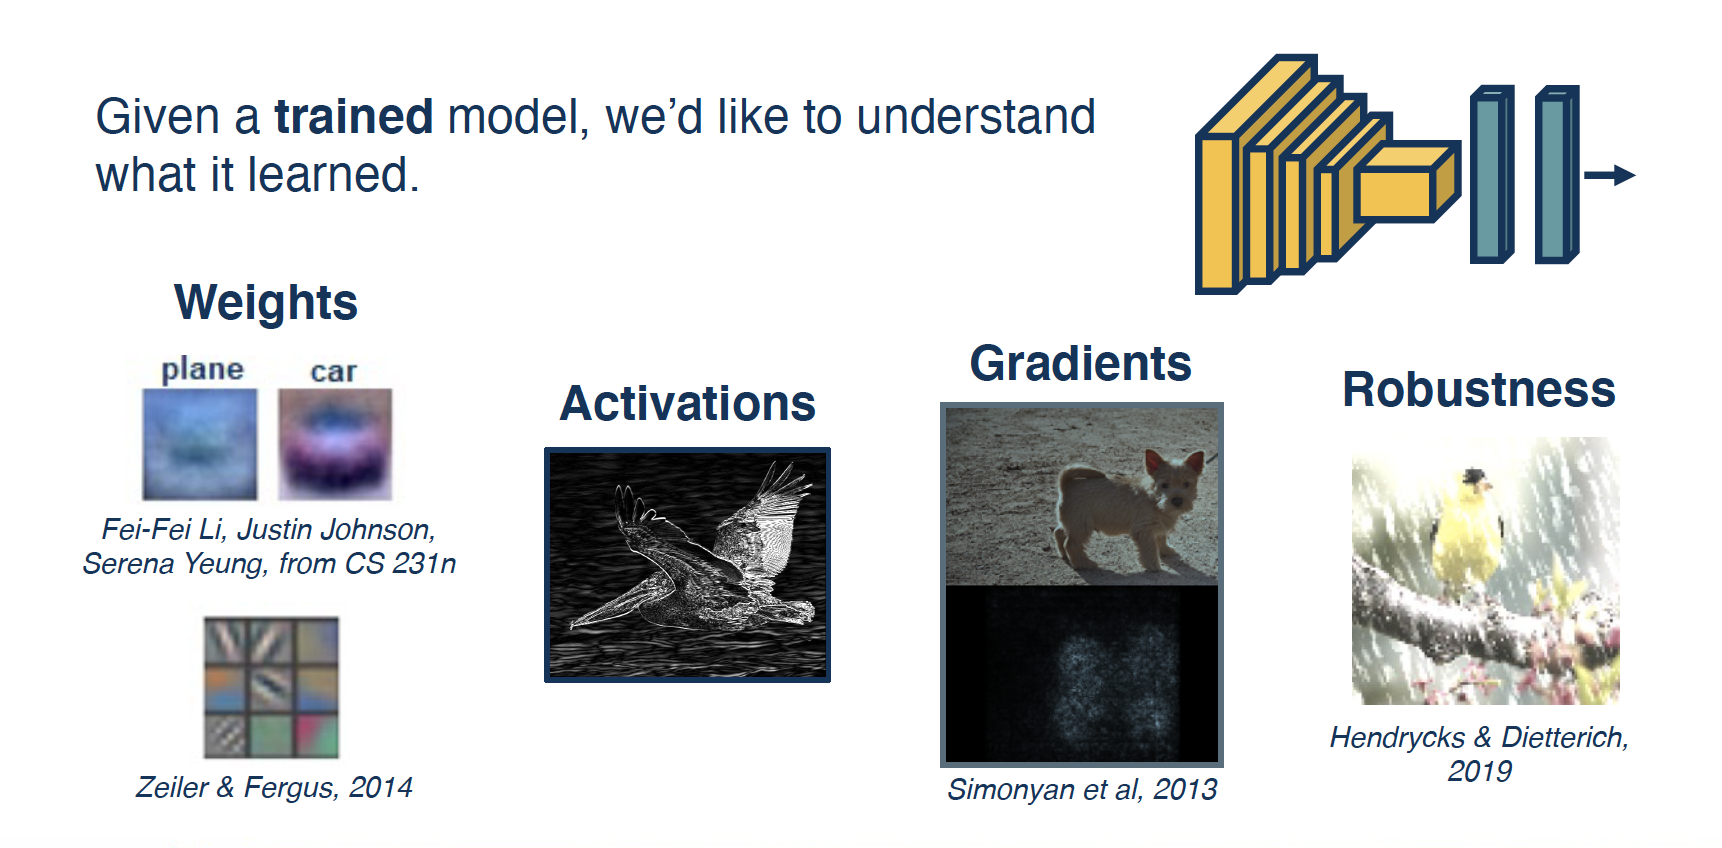 Given a trained model, we'd like to understand
what it learned.
Weights
plane car
Fei-Fei Li, Justin Johnson,
Serena Yeung, from CS 231n
Zeiler & Fergus, 2014
Activations
Gradients
Simonyan et al, 2013
Robustness
Hendrycks & Dietterich,
2019